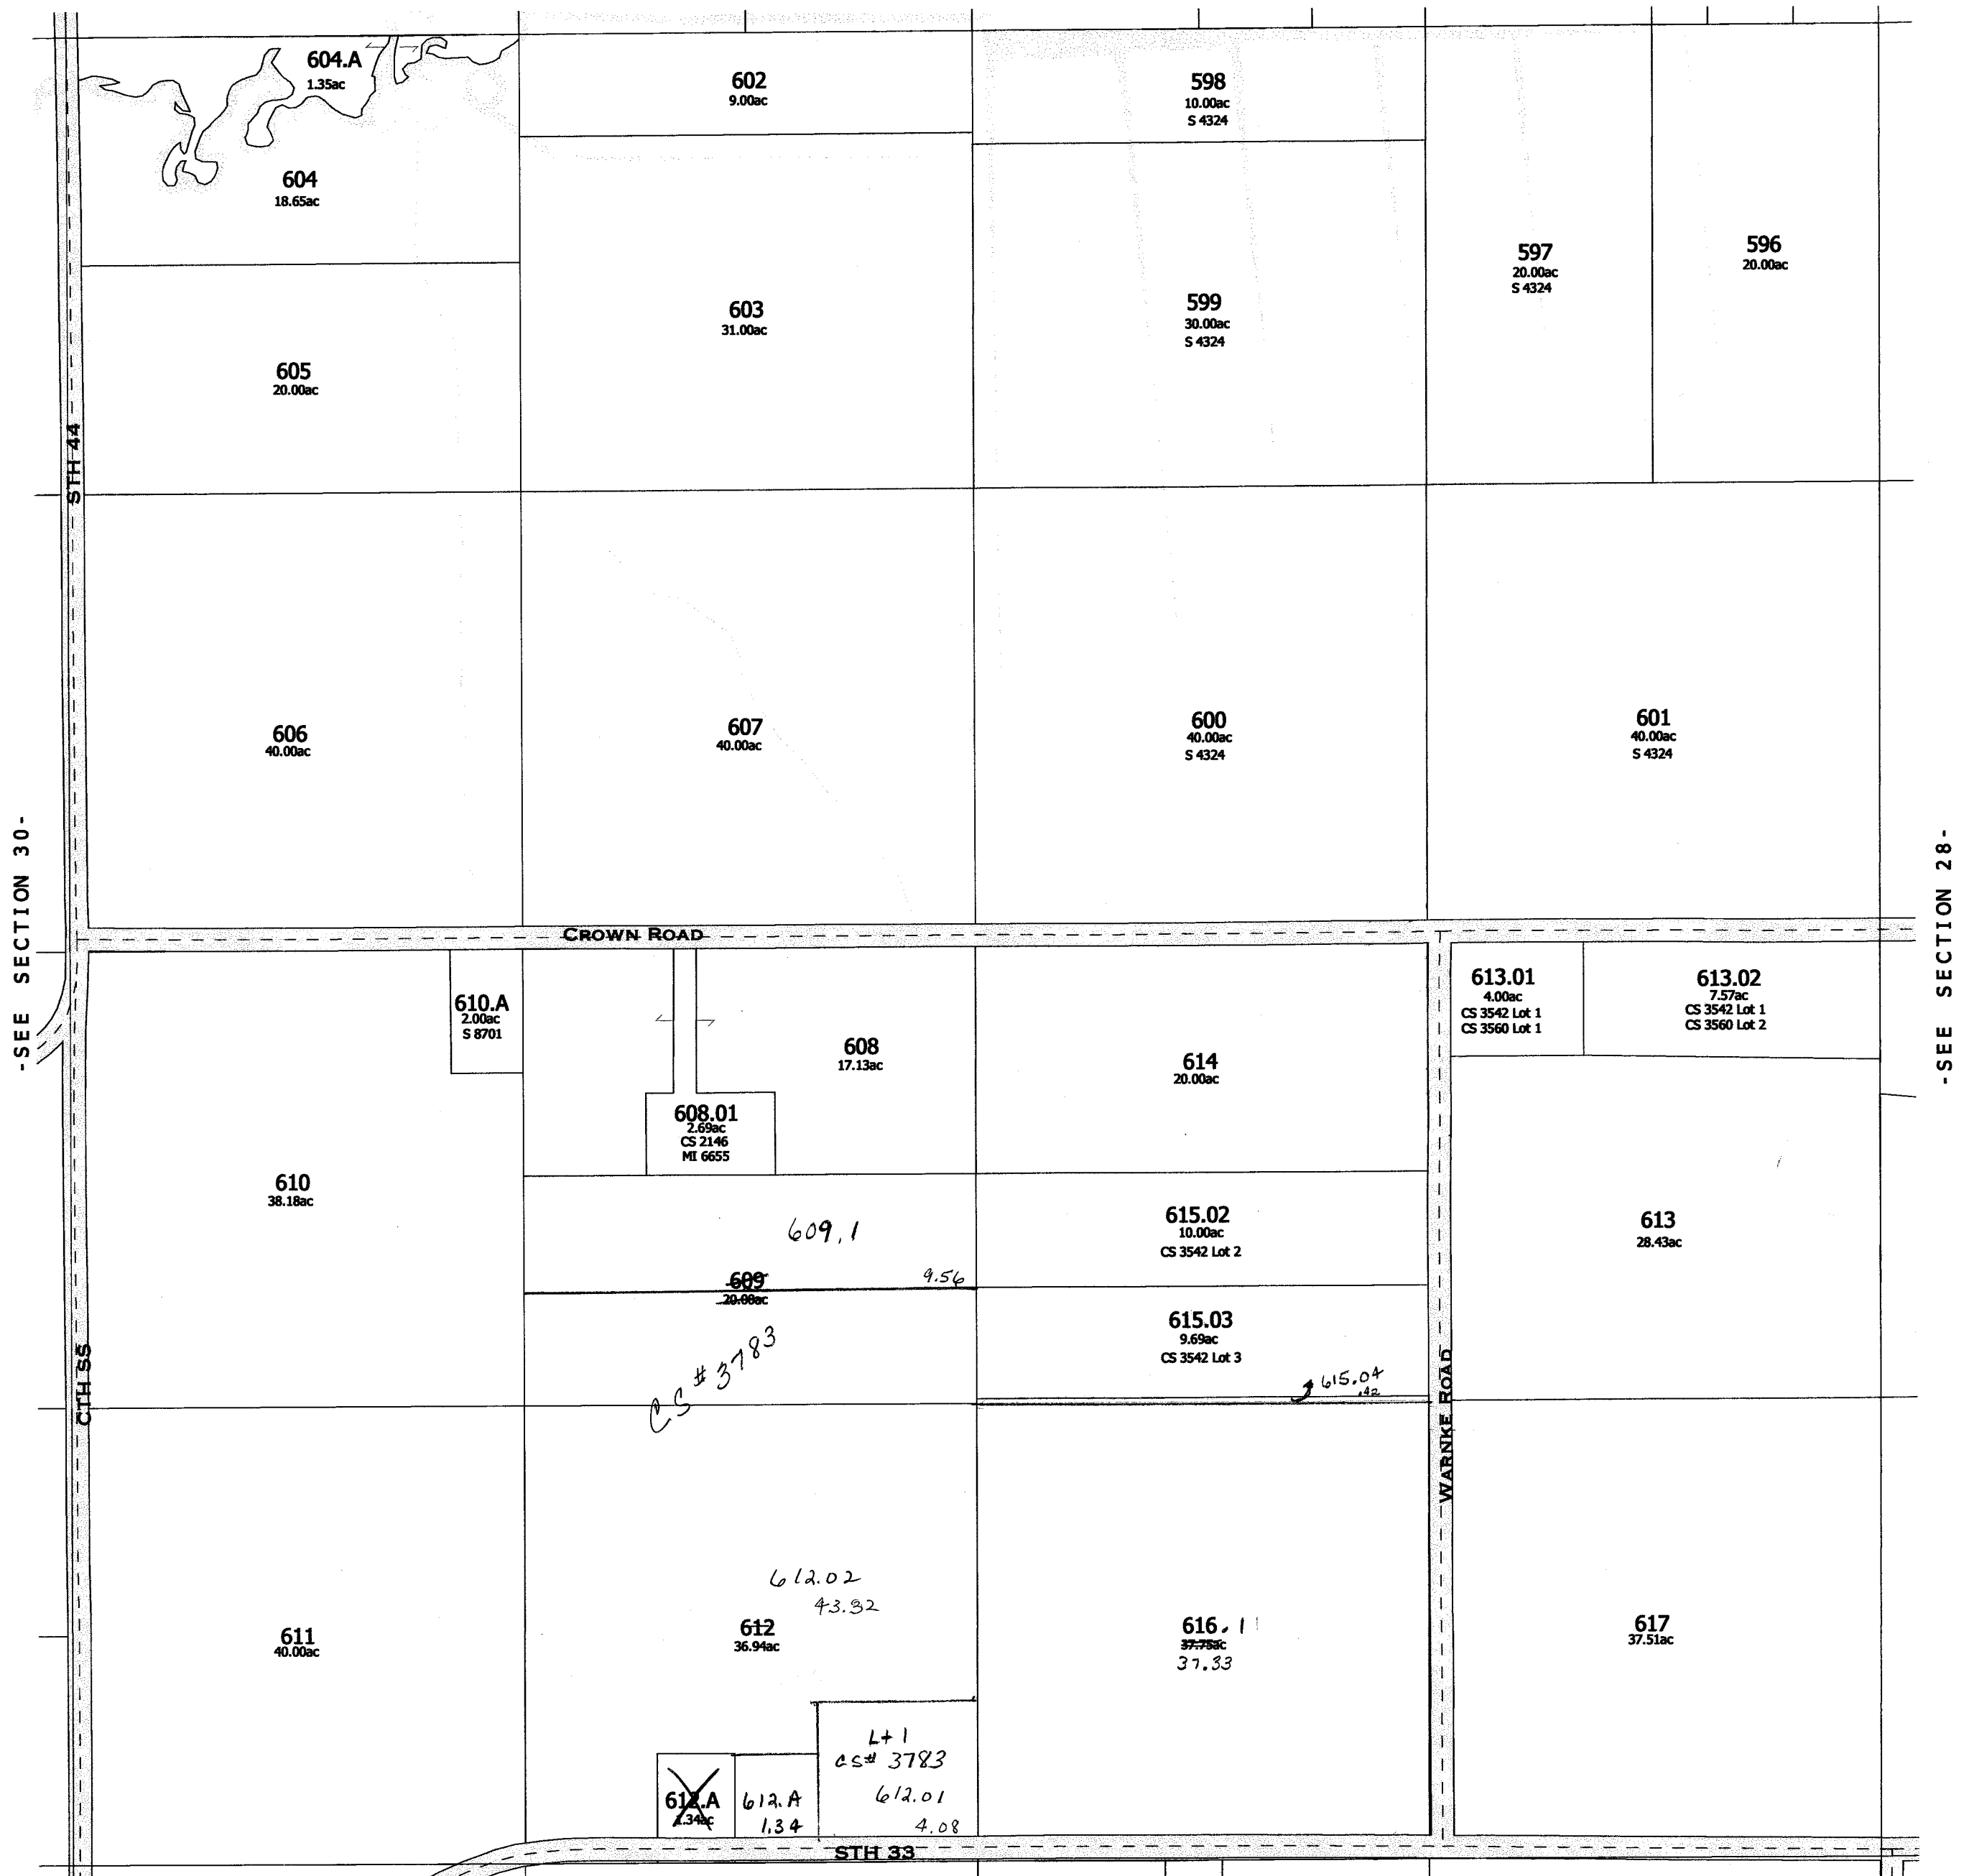 604.A
1.35ac
602
9.00ac
598
10.00ac
S 4324
604
18.65ac
597
20.00ac
S 4324
596
20.00ac
603
31.00ac
599
30.00ac
S 4324
605
20.00ac
STH 44
606
40.00ac
607
40.00ac
600
40.00ac
S 4324
601
40.00ac
S 4324
-SEE SECTION 30-
-SEE SECTION 28-
CROWN ROAD
610.A
2.00ac
S 8701
608
17.13ac
614
20.00ac
613.01
4.00ac
CS 3542 Lot 1
CS 3560 Lot 1
613.02
7.57ac
CS 3542 Lot 1
CS 3560 Lot 2
608.01
2.69ac
CS 2146
MI 6655
610
38.18ac
609.1
9.56
609
20.00ac
615.02
10.00ac
CS 3542 Lot 2
613
28.43ac
615.03
9.69ac
CS 3542 Lot 3
CS # 3783
615.04
.42
CTH SS
WARNKE ROAD
611
40.00ac
612.02
43.32
612
36.94ac
616.1
37.75ac
37.33
617
37.51ac
Lt 1
CS# 3783
612.01
4.08
612.A
1.34ac
612.A
1.34
STH 33